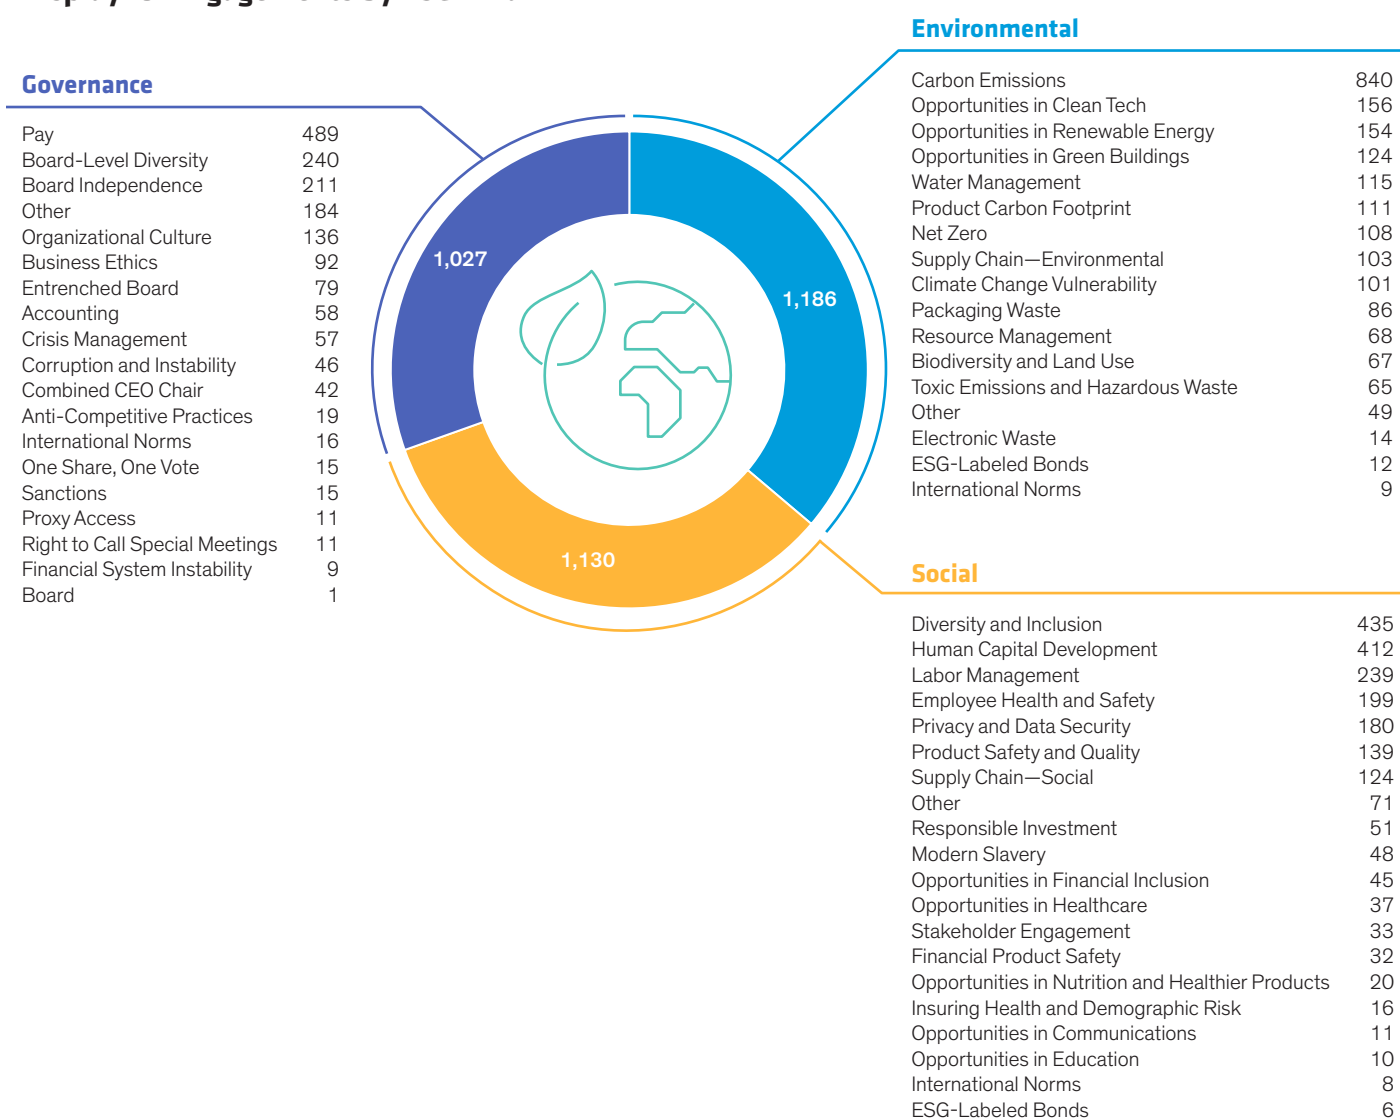 Environmental
Carbon Emissions 840
Opportunities in Clean Tech 156
Opportunities in Renewable Energy 154
Opportunities in Green Buildings 124
Water Management 115
Product Carbon Footprint 111
Net Zero 108
Supply Chain—Environmental 103
Climate Change Vulnerability 101
Packaging Waste 86
Resource Management 68
Biodiversity and Land Use 67
Toxic Emissions and Hazardous Waste 65
Other 49
Electronic Waste 14
ESG-Labeled Bonds 12
International Norms 9
Governance
Pay 489
Board-Level Diversity 240
Board Independence 211
Other 184
Organizational Culture 136
Business Ethics 92
Entrenched Board 79
Accounting 58
Crisis Management 57
Corruption and Instability 46
Combined CEO Chair 42
Anti-Competitive Practices 19
International Norms 16
One Share, One Vote 15
Sanctions 15
Proxy Access 11
Right to Call Special Meetings 11
Financial System Instability 9
Board 1
1,027
1,186
1,130
Social
Diversity and Inclusion 435
Human Capital Development 412
Labor Management 239
Employee Health and Safety 199
Privacy and Data Security 180
Product Safety and Quality 139
Supply Chain—Social 124
Other 71
Responsible Investment 51
Modern Slavery 48
Opportunities in Financial Inclusion 45
Opportunities in Healthcare 37
Stakeholder Engagement 33
Financial Product Safety 32
Opportunities in Nutrition and Healthier Products 20
Insuring Health and Demographic Risk 16
Opportunities in Communications 11
Opportunities in Education 10
International Norms 8
ESG-Labeled Bonds 6